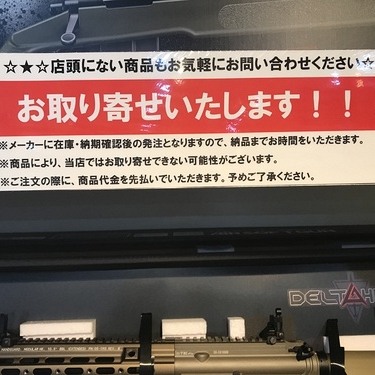 ☆★☆店頭にない商品もお気軽にお問い合わせください☆
お取り寄せいたします！！
※メーカーに在庫・納期確認後の発注となりますので、納品までお時間をいただきます。
※商品により、当店ではお取り寄せできない可能性がございます。
※ご注文の際に、商品代金を先払いでいただきます。予めご了承ください。
DELTAH